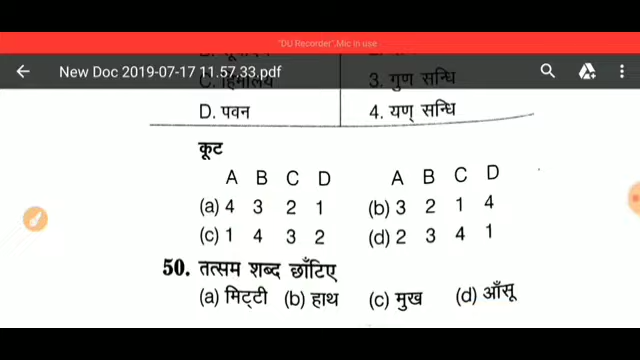 "DU Recorder".Mic in use
New Doc 2019-07-17 11.57.33.pdf
C. हिमालय 3. गुण सन्धि
D. पवन 4. यण् सन्धि
कूट
A B C D A B C D
(a) 4 3 2 1 (b) 3 2 1 4
(c) 1 4 3 2 (d) 2 3 4 1
50. तत्सम शब्द छाँटिए
(a) मिट्टी (b) हाथ (c) मुख (d) आँसू